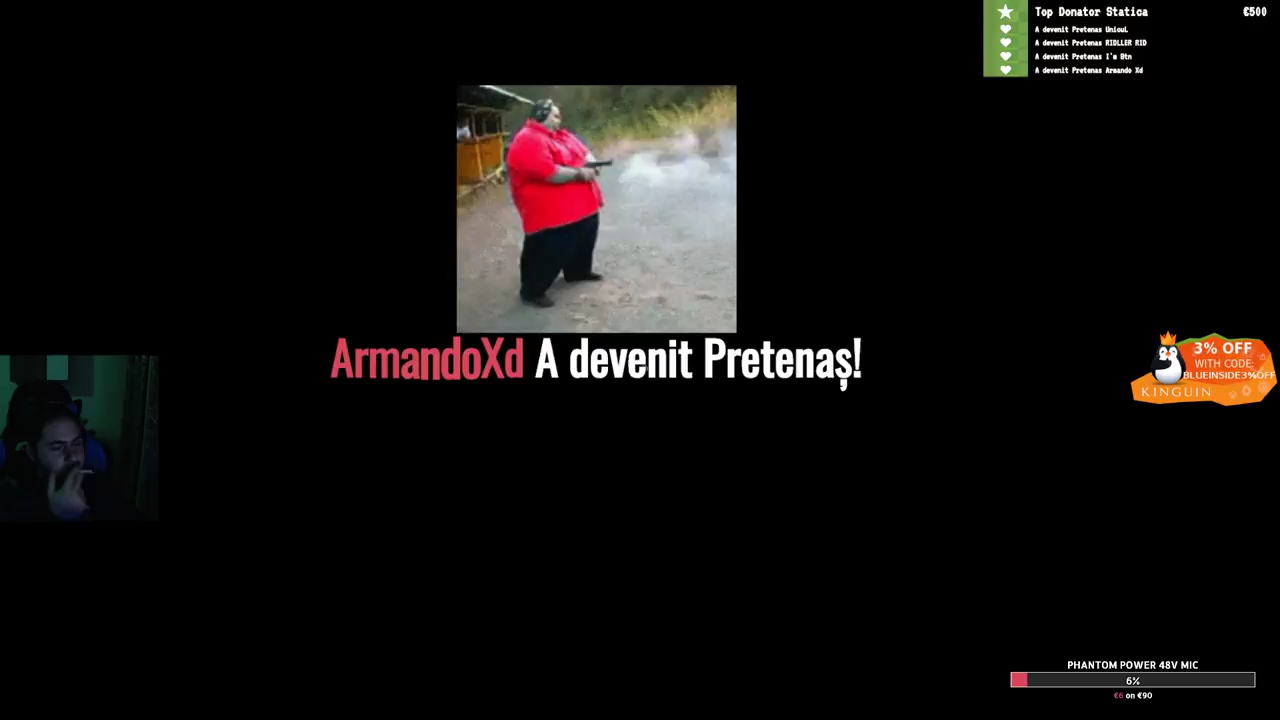 Top Donator Statica €500
A devenit Pretenas UniouL
A devenit Pretenas RIDLLER RID
A devenit Pretenas I'm Btn
A devenit Pretenas Armando Xd
ArmandoXd A devenit Pretenaș!
3% OFF
WITH CODE:
BLUEINSIDE3%OFF
KINGUIN
PHANTOM POWER 48V MIC
6%
€6 on €90